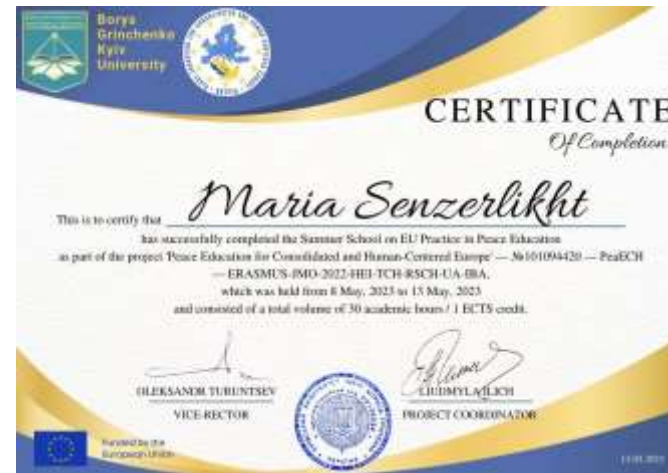 Borys
Grinchenko
Kyiv
University
CERTIFICATE
Of Completion
This is to certify that Maria Senzerlikht
has successfully completed the Summer School on EU Practice in Peace Education
as part of the project 'Peace Education for Consolidated and Human-Centered Europe' — №101094420 — PeaECH
— ERASMUS-JMO-2022-HEI-TCH-RSCH-UA-IBA,
which was held from 8 May, 2023 to 13 May, 2023
and consisted of a total volume of 30 academic hours / 1 ECTS credit.
OLEKSANDR TURUNTSEV
LIUDMYLA ILICH
VICE-RECTOR
PROJECT COORDINATOR
Funded by the
European Union